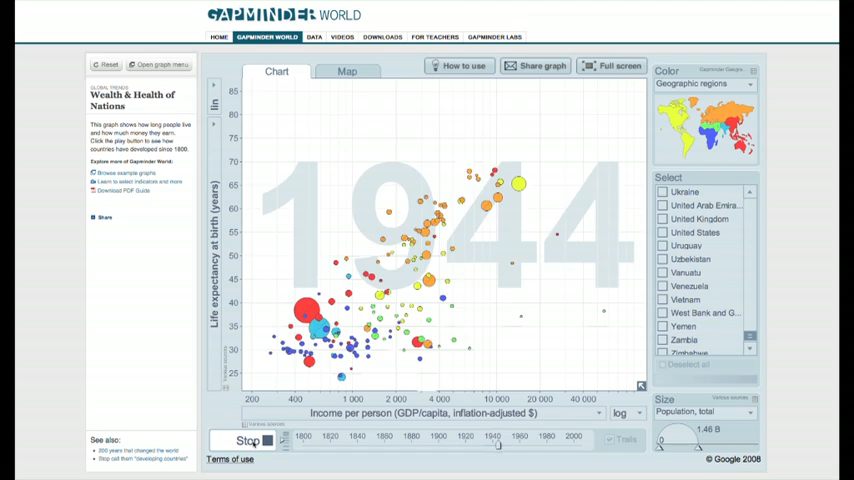 GAPMINDER WORLD
HOME GAPMINDER WORLD DATA VIDEOS DOWNLOADS FOR TEACHERS GAPMINDER LABS
Reset Open graph menu
GLOBAL TRENDS
Wealth & Health of
Nations
This graph shows how long people live
and how much money they earn.
Click the play button to see how
countries have developed since 1800.
Explore more of Gapminder World:
Browse example graphs
Learn to select indicators and more
Download PDF Guide
Share
See also:
200 years that changed the world
Stop call them "developing countries"
Chart Map
How to use Share graph Full screen
lin
Life expectancy at birth (years)
85
80
75
70
65
60
55
50
45
40
35
30
25
1944
200 400 1 000 2 000 4 000 10 000 20 000 40 000
Income per person (GDP/capita, inflation-adjusted $) log
Various sources
Stop
1800 1820 1840 1860 1880 1900 1920 1940 1960 1980 2000
Trails
Terms of use
Color
Geographic regions
Select
Ukraine
United Arab Emira...
United Kingdom
United States
Uruguay
Uzbekistan
Vanuatu
Venezuela
Vietnam
West Bank and G...
Yemen
Zambia
Zimbabwe
Deselect all
Size Various sources
Population, total
1.46 B
0
© Google 2008